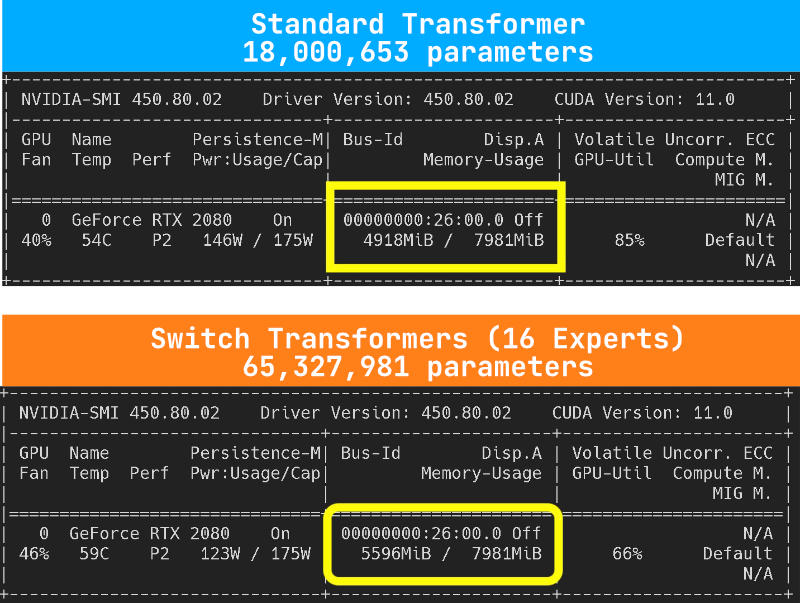 Standard Transformer
18,000,653 parameters
+-----------------------------------------------------------------------------+
| NVIDIA-SMI 450.80.02    Driver Version: 450.80.02    CUDA Version: 11.0     |
|-------------------------------+----------------------+----------------------+
| GPU  Name        Persistence-M| Bus-Id        Disp.A | Volatile Uncorr. ECC |
| Fan  Temp  Perf  Pwr:Usage/Cap|         Memory-Usage | GPU-Util  Compute M. |
|                               |                      |               MIG M. |
|===============================+======================+======================|
|   0  GeForce RTX 2080    On   | 00000000:26:00.0 Off |                  N/A |
| 40%   54C    P2   146W / 175W |   4918MiB /  7981MiB |     85%      Default |
|                               |                      |                  N/A |
+-------------------------------+----------------------+----------------------+
Switch Transformers (16 Experts)
65,327,981 parameters
+-----------------------------------------------------------------------------+
| NVIDIA-SMI 450.80.02    Driver Version: 450.80.02    CUDA Version: 11.0     |
|-------------------------------+----------------------+----------------------+
| GPU  Name        Persistence-M| Bus-Id        Disp.A | Volatile Uncorr. ECC |
| Fan  Temp  Perf  Pwr:Usage/Cap|         Memory-Usage | GPU-Util  Compute M. |
|                               |                      |               MIG M. |
|===============================+======================+======================|
|   0  GeForce RTX 2080    On   | 00000000:26:00.0 Off |                  N/A |
| 46%   59C    P2   123W / 175W |   5596MiB /  7981MiB |     66%      Default |
|                               |                      |                  N/A |
+-------------------------------+----------------------+----------------------+